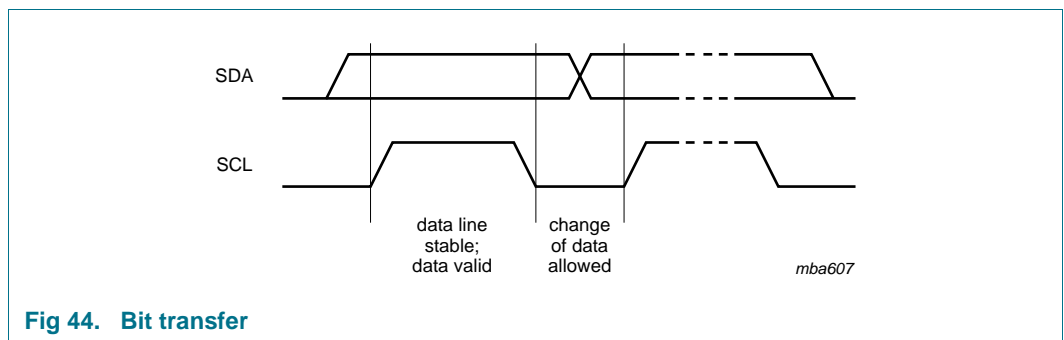 SDA
SCL
data line
stable;
data valid
change
of data
allowed
mba607
Fig 44. Bit transfer